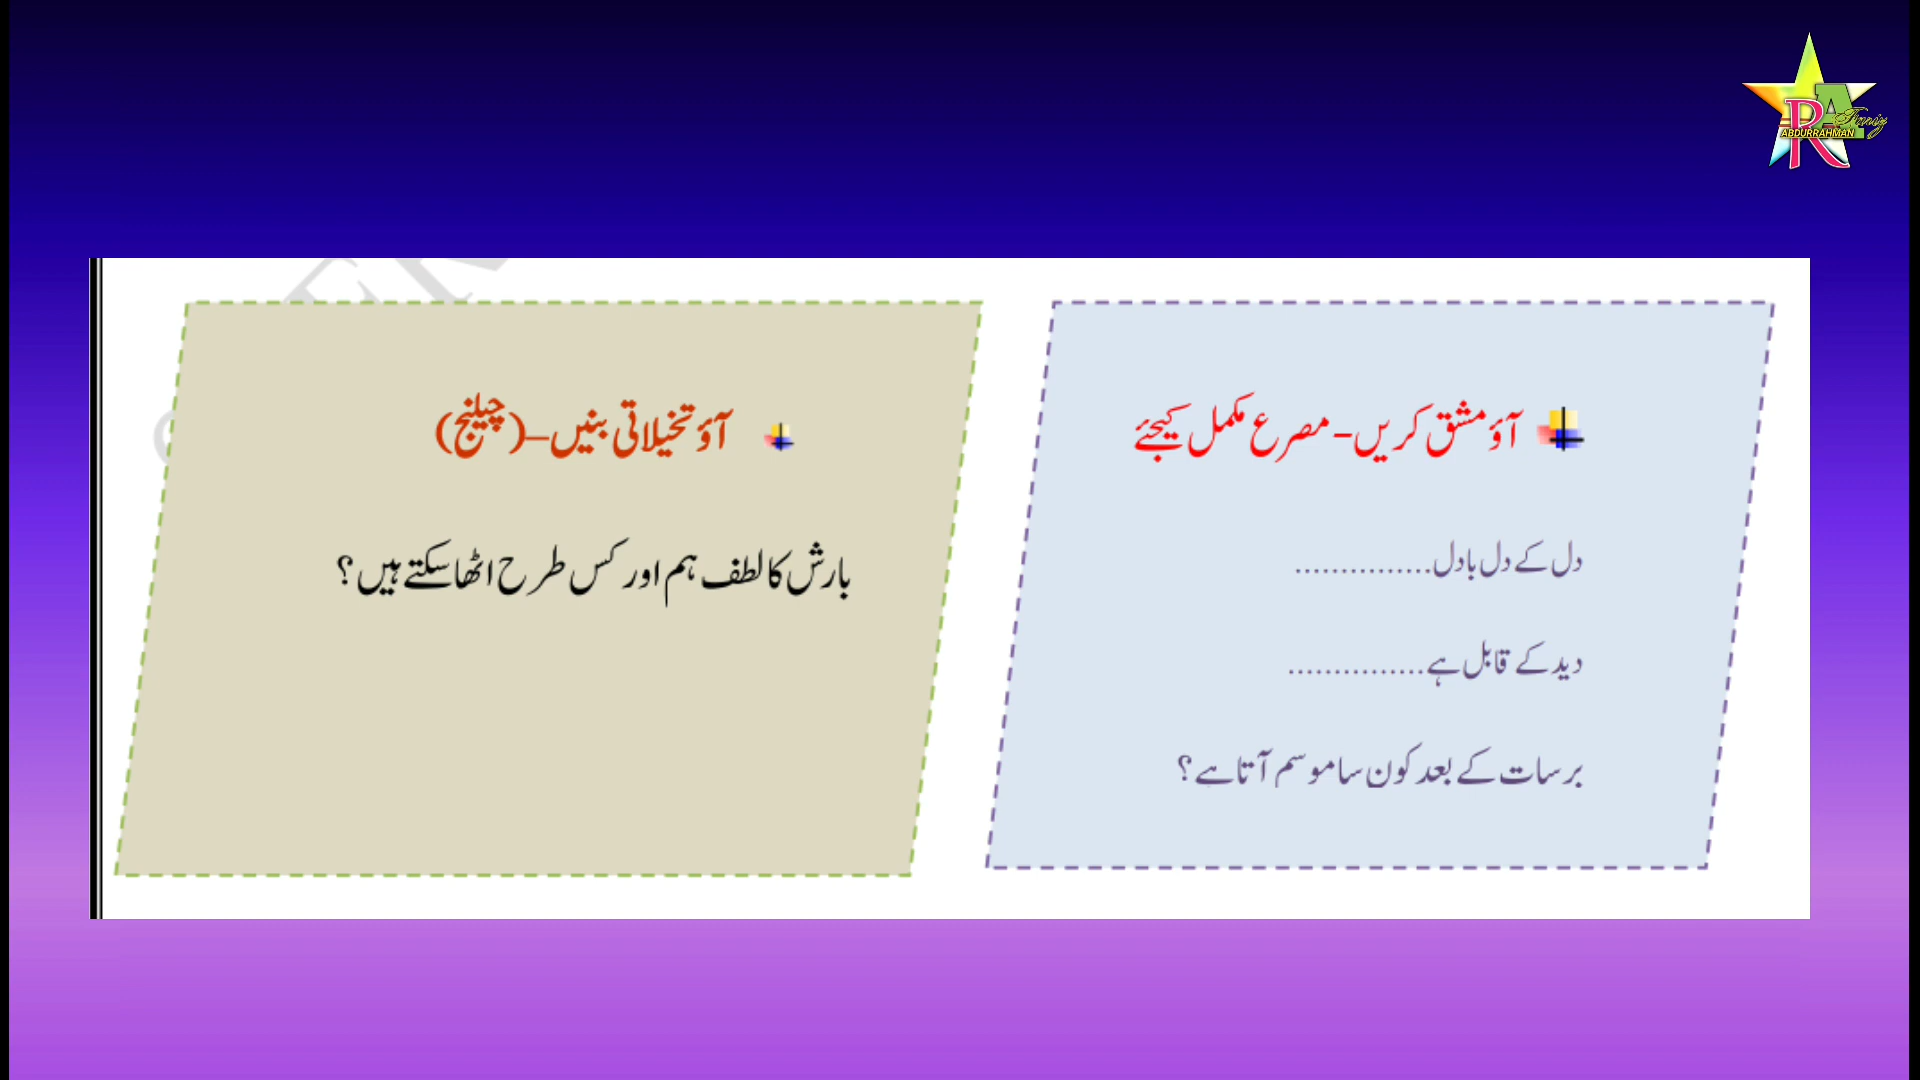 آؤ مشق کریں- مصرع مکمل کیجئے
دل کے دل بادل...............
دید کے قابل ہے...............
برسات کے بعد کون سا موسم آتا ہے؟
آؤ تخیلاتی بنیں–(چیلنج)
بارش کا لطف ہم اور کس طرح اٹھا سکتے ہیں؟
RA
ABDURRAHMAN